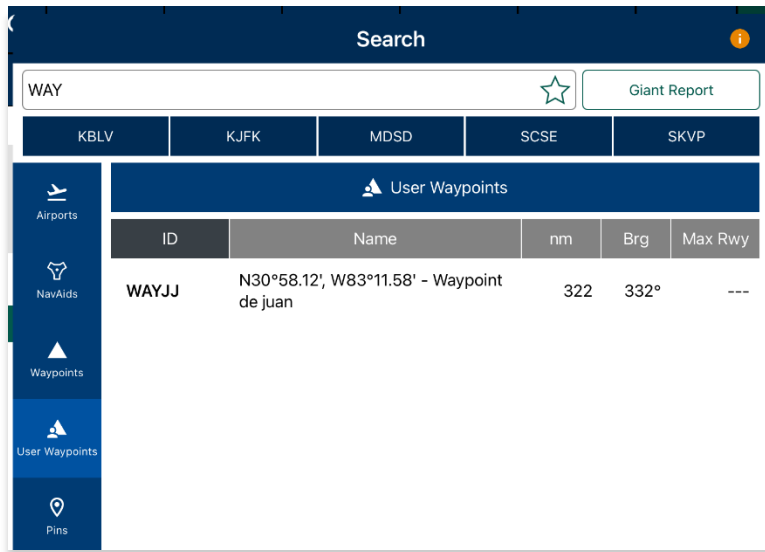 Search
i
WAY
Giant Report
KBLV
KJFK
MDSD
SCSE
SKVP
Airports
NavAids
Waypoints
User Waypoints
Pins
User Waypoints
ID Name nm Brg Max Rwy
WAYJJ N30°58.12', W83°11.58' - Waypoint 322 332° ---
de juan